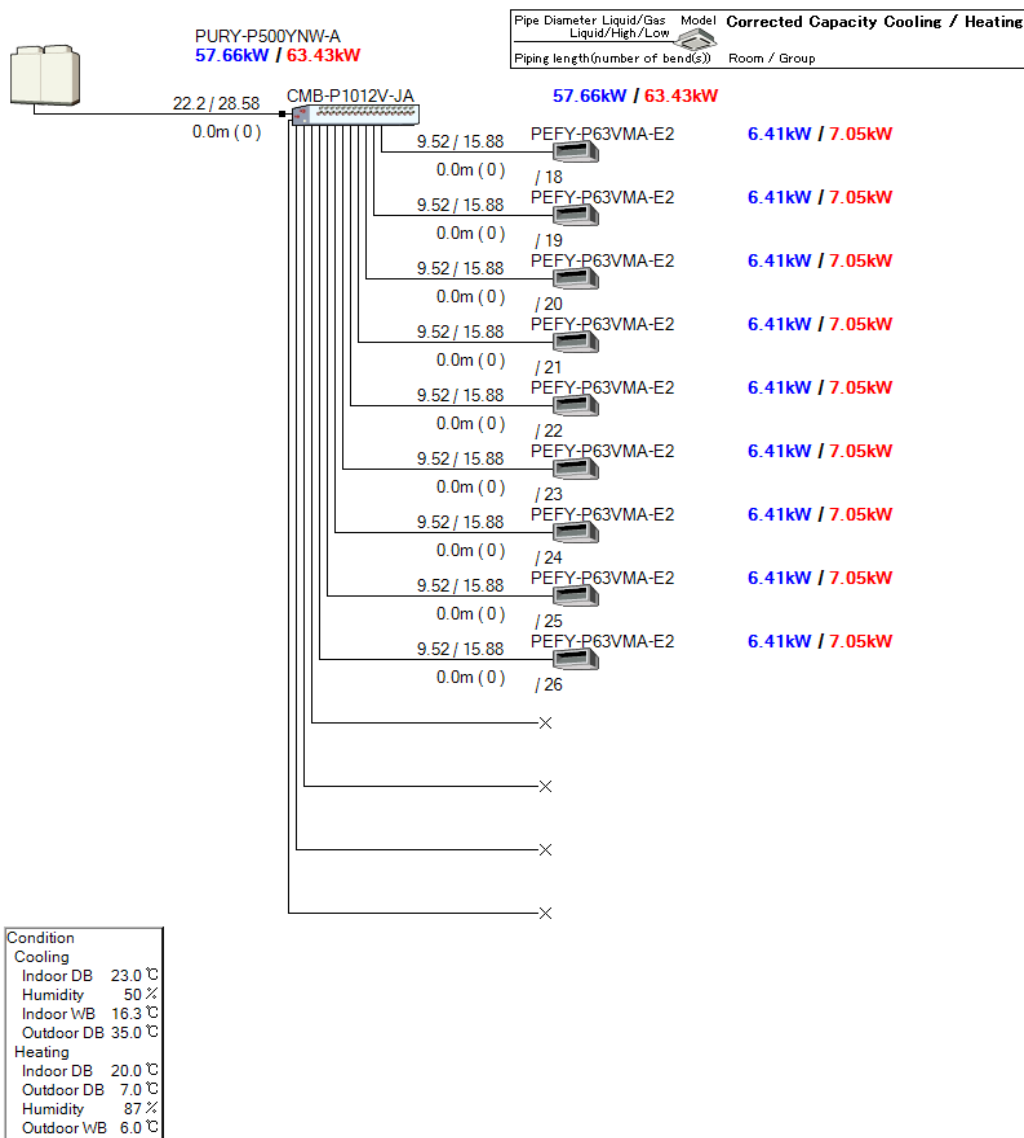 Pipe Diameter Liquid/Gas Model Corrected Capacity Cooling / Heating
Liquid/High/Low
Piping length(number of bend(s)) Room / Group
PURY-P500YNW-A
57.66kW / 63.43kW
22.2 / 28.58
0.0m ( 0 )
CMB-P1012V-JA
57.66kW / 63.43kW
9.52 / 15.88 PEFY-P63VMA-E2 6.41kW / 7.05kW
0.0m ( 0 )
/ 18
9.52 / 15.88 PEFY-P63VMA-E2 6.41kW / 7.05kW
0.0m ( 0 )
/ 19
9.52 / 15.88 PEFY-P63VMA-E2 6.41kW / 7.05kW
0.0m ( 0 )
/ 20
9.52 / 15.88 PEFY-P63VMA-E2 6.41kW / 7.05kW
0.0m ( 0 )
/ 21
9.52 / 15.88 PEFY-P63VMA-E2 6.41kW / 7.05kW
0.0m ( 0 )
/ 22
9.52 / 15.88 PEFY-P63VMA-E2 6.41kW / 7.05kW
0.0m ( 0 )
/ 23
9.52 / 15.88 PEFY-P63VMA-E2 6.41kW / 7.05kW
0.0m ( 0 )
/ 24
9.52 / 15.88 PEFY-P63VMA-E2 6.41kW / 7.05kW
0.0m ( 0 )
/ 25
9.52 / 15.88 PEFY-P63VMA-E2 6.41kW / 7.05kW
0.0m ( 0 )
/ 26
Condition
Cooling
Indoor DB 23.0 ℃
Humidity 50 %
Indoor WB 16.3 ℃
Outdoor DB 35.0 ℃
Heating
Indoor DB 20.0 ℃
Outdoor DB 7.0 ℃
Humidity 87 %
Outdoor WB 6.0 ℃